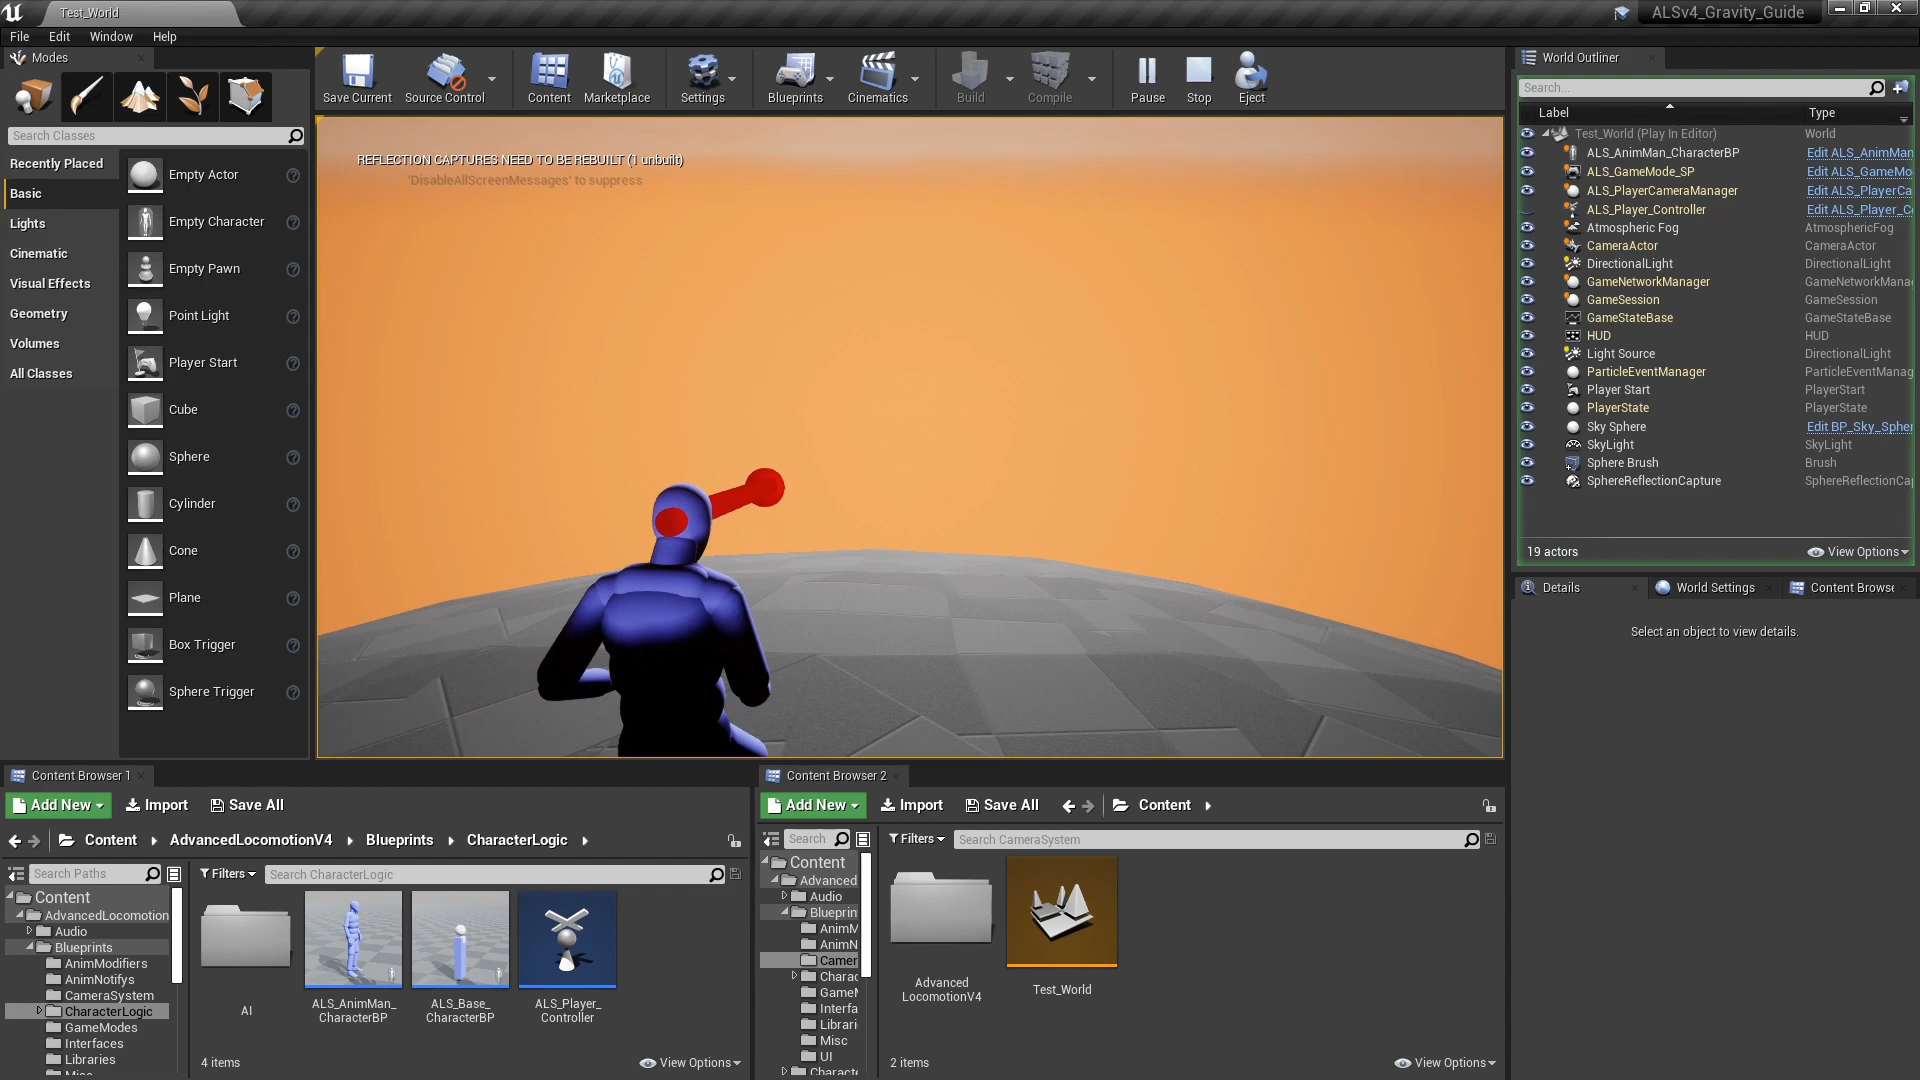 Test_World
ALSv4_Gravity_Guide
File
Edit
Window
Help
Modes
Search Classes
Recently Placed
Basic
Lights
Cinematic
Visual Effects
Geometry
Volumes
All Classes
Empty Actor
Empty Character
Empty Pawn
Point Light
Player Start
Cube
Sphere
Cylinder
Cone
Plane
Box Trigger
Sphere Trigger
Save Current
Source Control
Content
Marketplace
Settings
Blueprints
Cinematics
Build
Compile
Pause
Stop
Eject
REFLECTION CAPTURES NEED TO BE REBUILT (1 unbuilt)
'DisableAllScreenMessages' to suppress
World Outliner
Search...
Label Type
Test_World (Play In Editor) World
ALS_AnimMan_CharacterBP Edit ALS_AnimMan
ALS_GameMode_SP Edit ALS_GameMo
ALS_PlayerCameraManager Edit ALS_PlayerCa
ALS_Player_Controller Edit ALS_Player_C
Atmospheric Fog AtmosphericFog
CameraActor CameraActor
DirectionalLight DirectionalLight
GameNetworkManager GameNetworkMana
GameSession GameSession
GameStateBase GameStateBase
HUD HUD
Light Source DirectionalLight
ParticleEventManager ParticleEventManag
Player Start PlayerStart
PlayerState PlayerState
Sky Sphere Edit BP_Sky_Spher
SkyLight SkyLight
Sphere Brush Brush
SphereReflectionCapture SphereReflectionCap
19 actors
View Options
Details
World Settings
Content Browse
Select an object to view details.
Content Browser 1
Add New
Import
Save All
Content
AdvancedLocomotionV4
Blueprints
CharacterLogic
Search Paths
Filters
Search CharacterLogic
Content
AdvancedLocomotion
Audio
Blueprints
AnimModifiers
AnimNotifys
CameraSystem
CharacterLogic
GameModes
Interfaces
Libraries
AI
ALS_AnimMan_
CharacterBP
ALS_Base_
CharacterBP
ALS_Player_
Controller
4 items
View Options
Content Browser 2
Add New
Import
Save All
Content
Search
Filters
Search CameraSystem
Content
Advanced
Audio
Blueprin
AnimM
AnimN
Camer
Charac
GameM
Interfa
Librari
Misc
UI
Characte
Advanced
LocomotionV4
Test_World
2 items
View Options